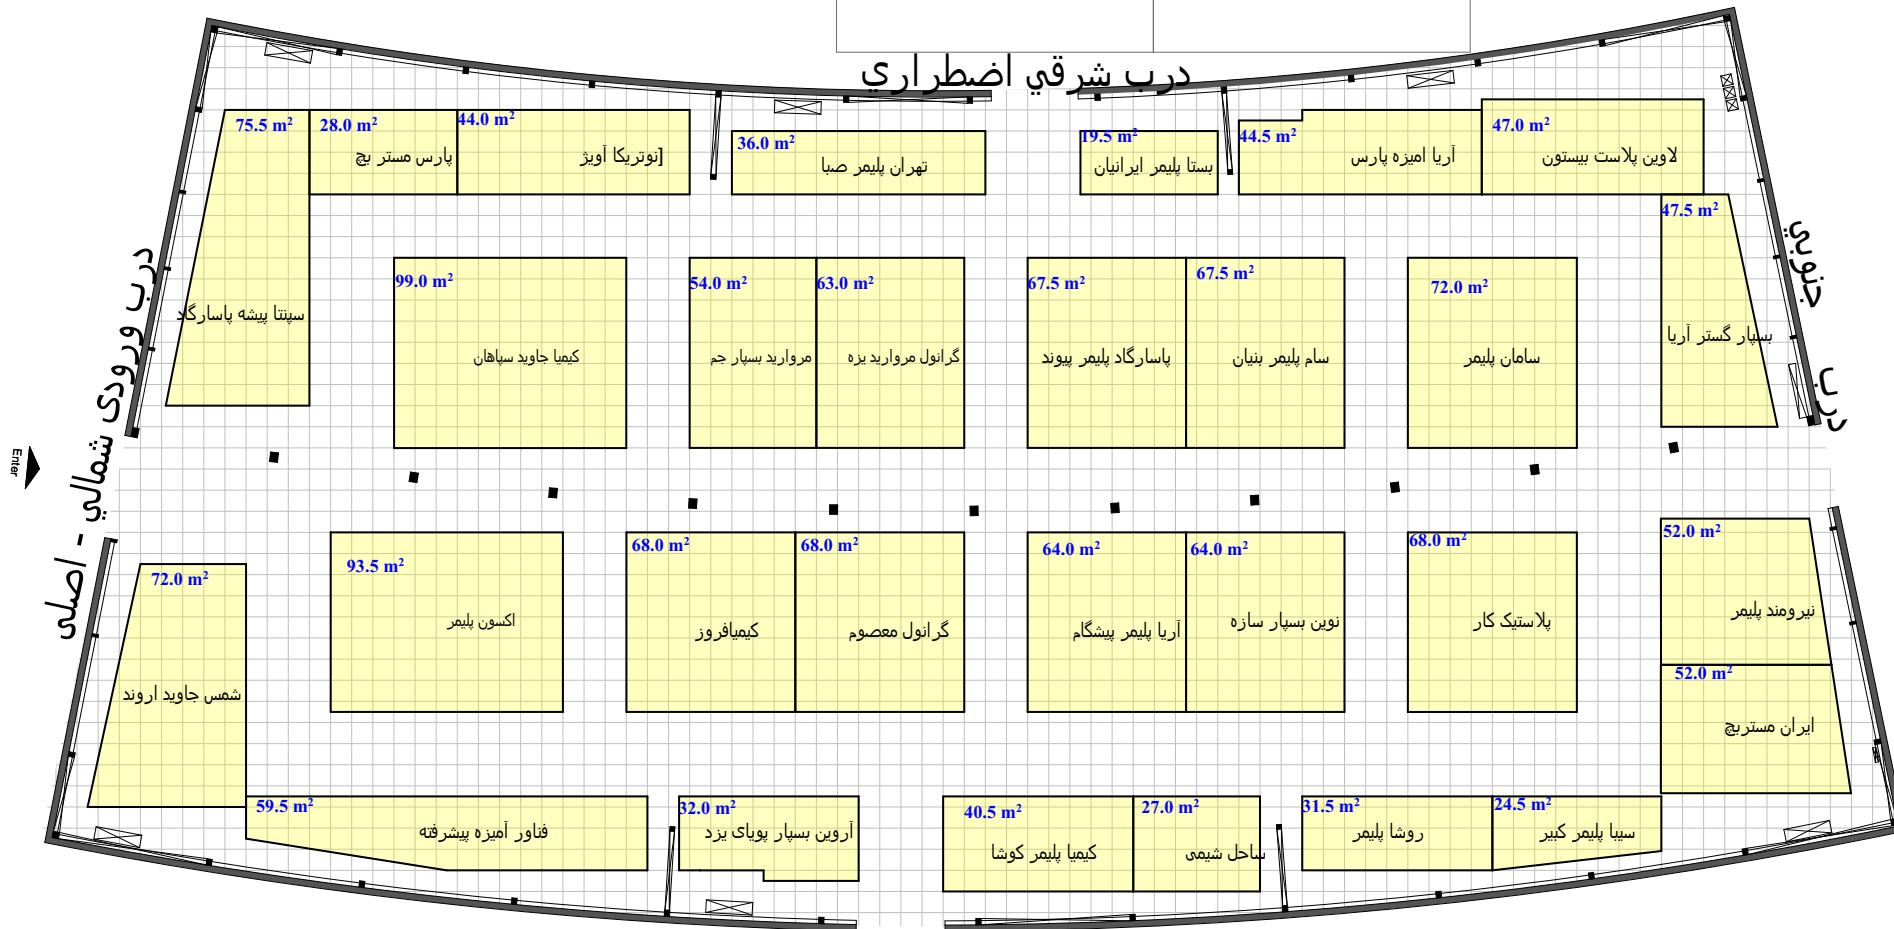 درب شرقي اضطراري
75.5 m²
سپنتا پیشه پاسارگاد
28.0 m²
پارس مستر بچ
44.0 m²
[نوتریکا آویژ
36.0 m²
تهران پلیمر صبا
19.5 m²
بستا پلیمر ایرانیان
44.5 m²
آریا امیزه پارس
47.0 m²
لاوین پلاست بیستون
47.5 m²
بسپار گستر آریا
درب جنوبي
99.0 m²
کیمیا جاوید سپاهان
54.0 m²
مروارید بسپار جم
63.0 m²
گرانول مروارید یزه
67.5 m²
پاسارگاد پلیمر پیوند
67.5 m²
سام پلیمر بنیان
72.0 m²
سامان پلیمر
درب ورودی شمالي - اصلی
Enter
72.0 m²
شمس جاوید اروند
93.5 m²
اکسون پلیمر
68.0 m²
کیمیافروز
68.0 m²
گرانول معصوم
64.0 m²
آریا پلیمر پیشگام
64.0 m²
نوین بسپار سازه
68.0 m²
پلاستیک کار
52.0 m²
نیرومند پلیمر
52.0 m²
ایران مستربچ
59.5 m²
فناور آمیزه پیشرفته
32.0 m²
آروین بسپار پویای یزد
40.5 m²
کیمیا پلیمر کوشا
27.0 m²
ساحل شیمی
31.5 m²
روشا پلیمر
24.5 m²
سیبا پلیمر کبیر